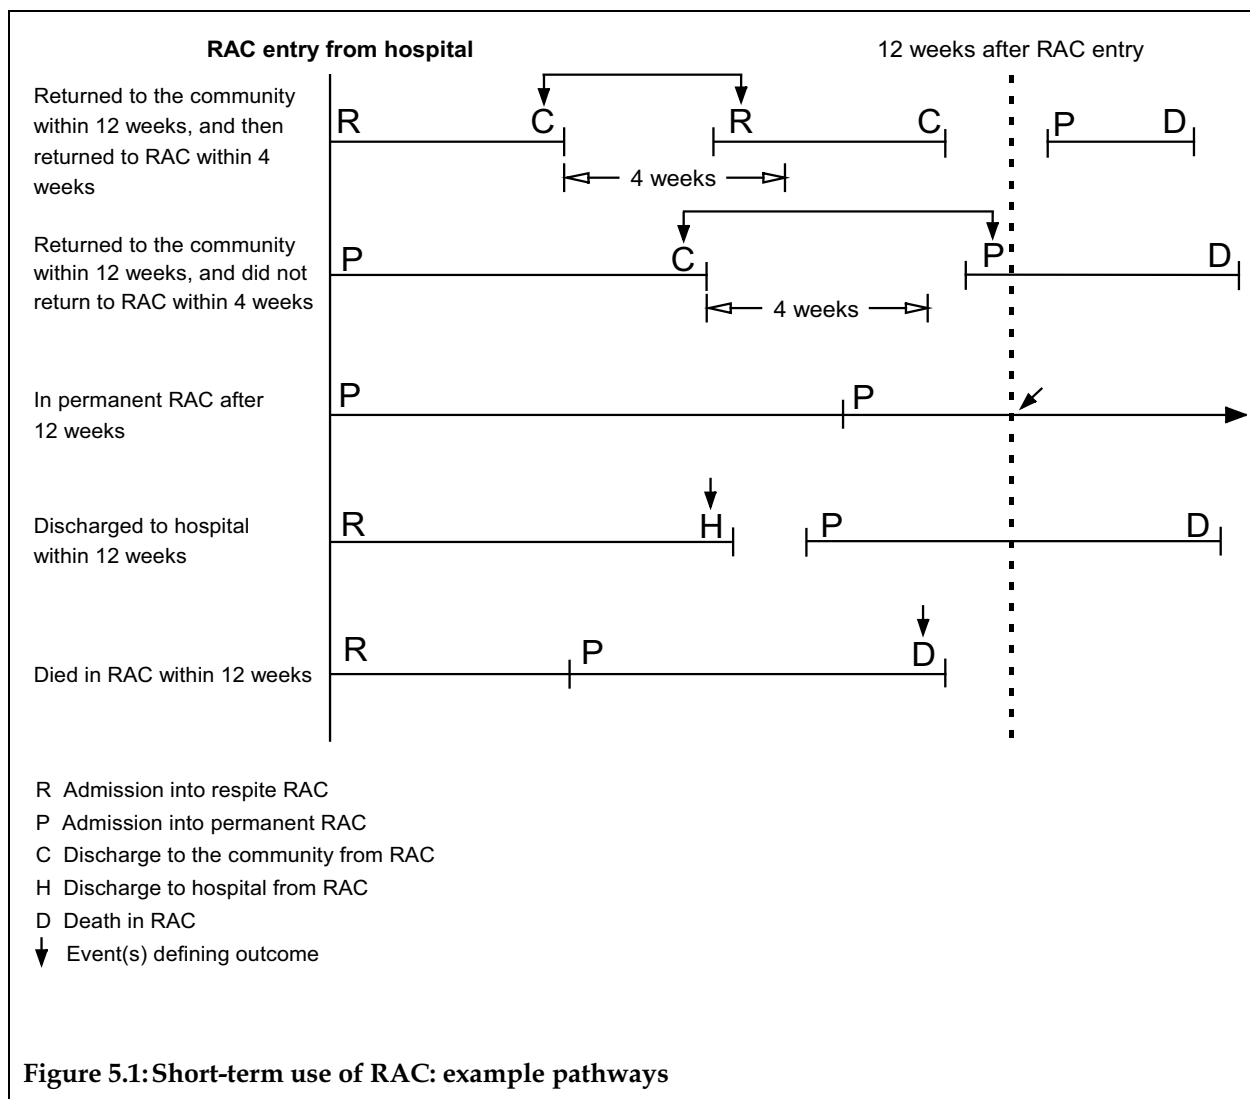 RAC entry from hospital
12 weeks after RAC entry
Returned to the community
within 12 weeks, and then
returned to RAC within 4
weeks
R
C
R
C
P
D
4 weeks
Returned to the community
within 12 weeks, and did not
return to RAC within 4 weeks
P
C
P
D
4 weeks
In permanent RAC after
12 weeks
P
P
Discharged to hospital
within 12 weeks
R
H
P
D
Died in RAC within 12 weeks
R
P
D
R Admission into respite RAC
P Admission into permanent RAC
C Discharge to the community from RAC
H Discharge to hospital from RAC
D Death in RAC
Event(s) defining outcome
Figure 5.1: Short-term use of RAC: example pathways